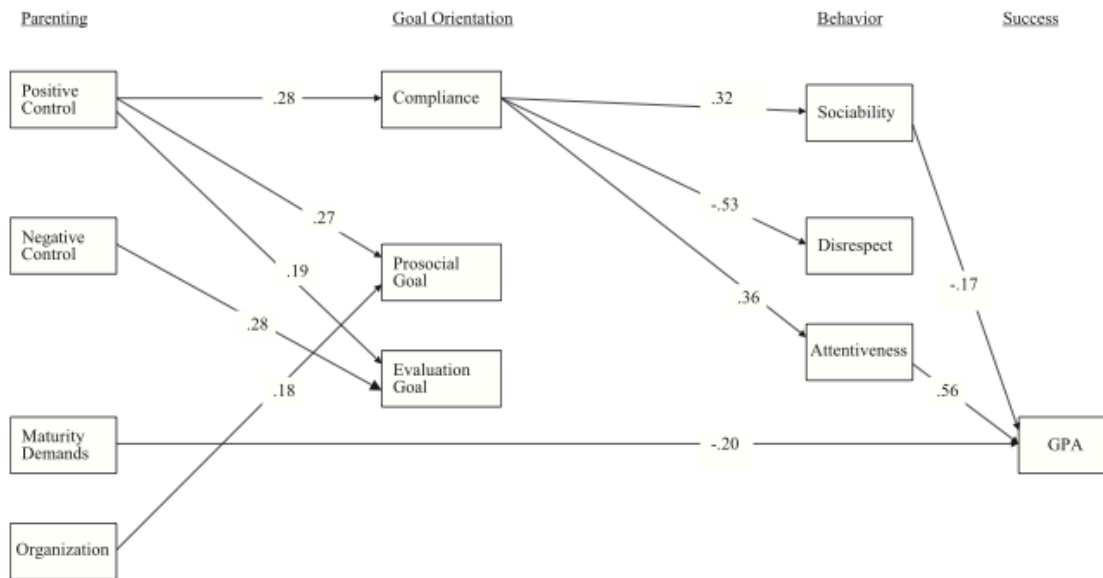 Parenting
Goal Orientation
Behavior
Success
Positive
Control
.28
Compliance
.32
Sociability
.27
-.53
Negative
Control
.19
Prosocial
Goal
Disrespect
-.17
.28
.36
.18
Evaluation
Goal
Attentiveness
.56
Maturity
Demands
-.20
GPA
Organization